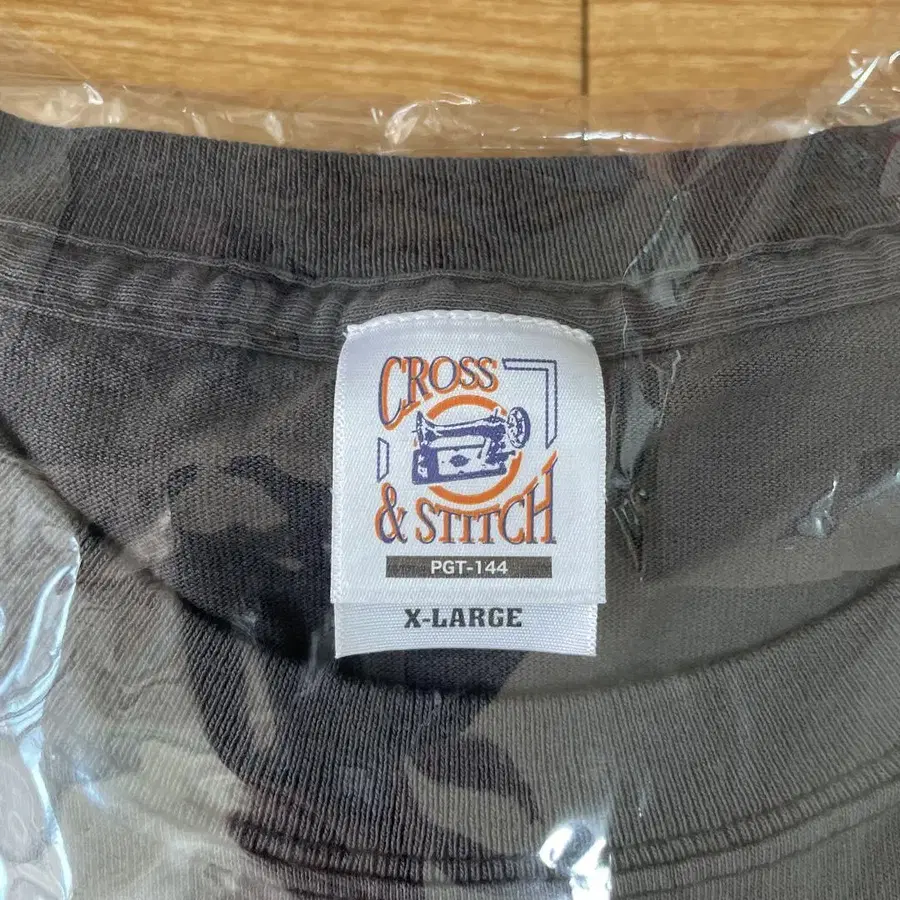 CROSS
& STITCH
PGT-144
X-LARGE